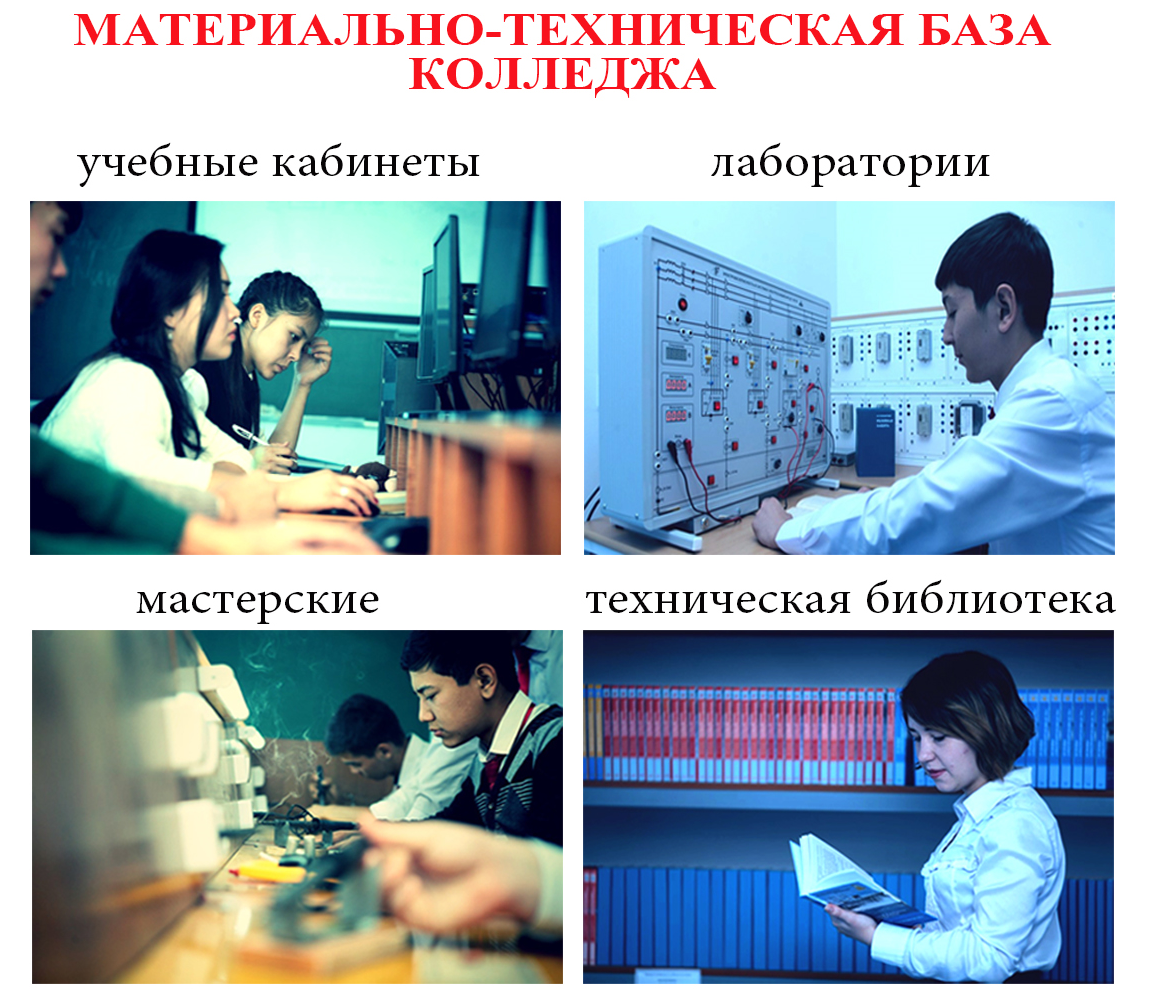 МАТЕРИАЛЬНО-ТЕХНИЧЕСКАЯ БАЗА
КОЛЛЕДЖА
учебные кабинеты
лаборатории
мастерские
техническая библиотека